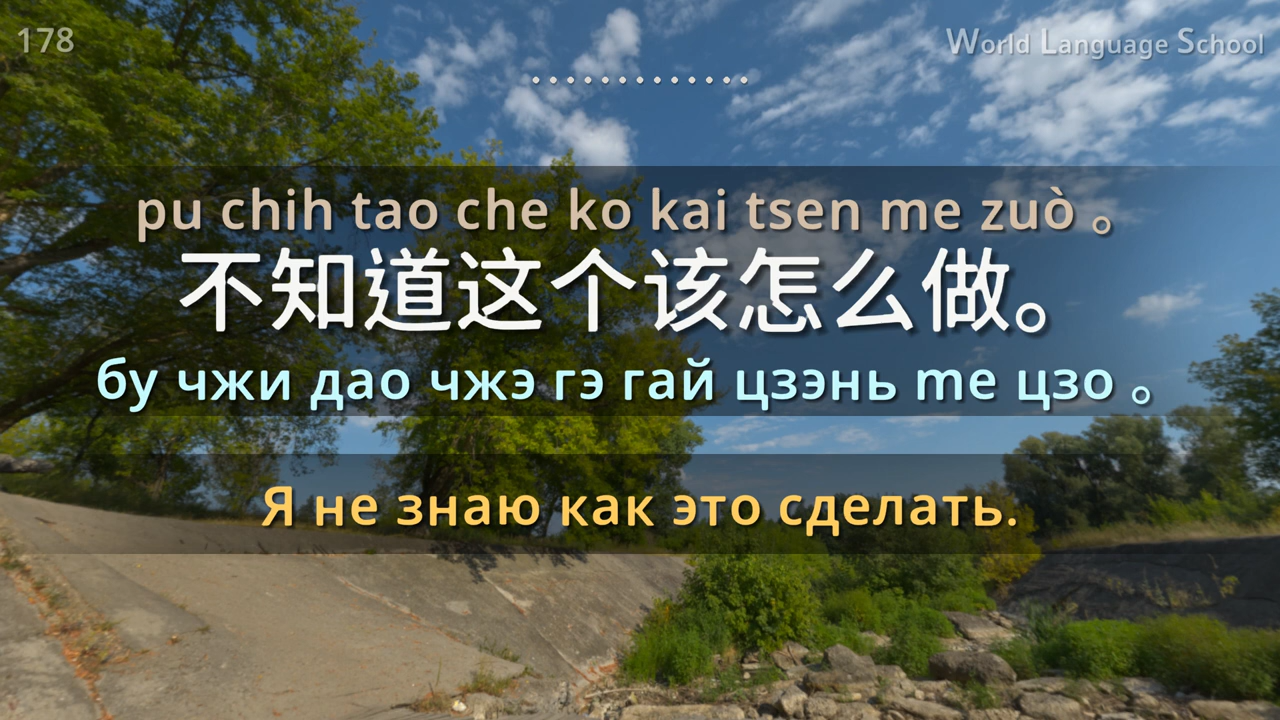 178
World Language School
pu chih tao che ko kai tsen me zuò 。
不知道这个该怎么做。
бу чжи дао чжэ гэ гай цзэнь me цзо 。
Я не знаю как это сделать.